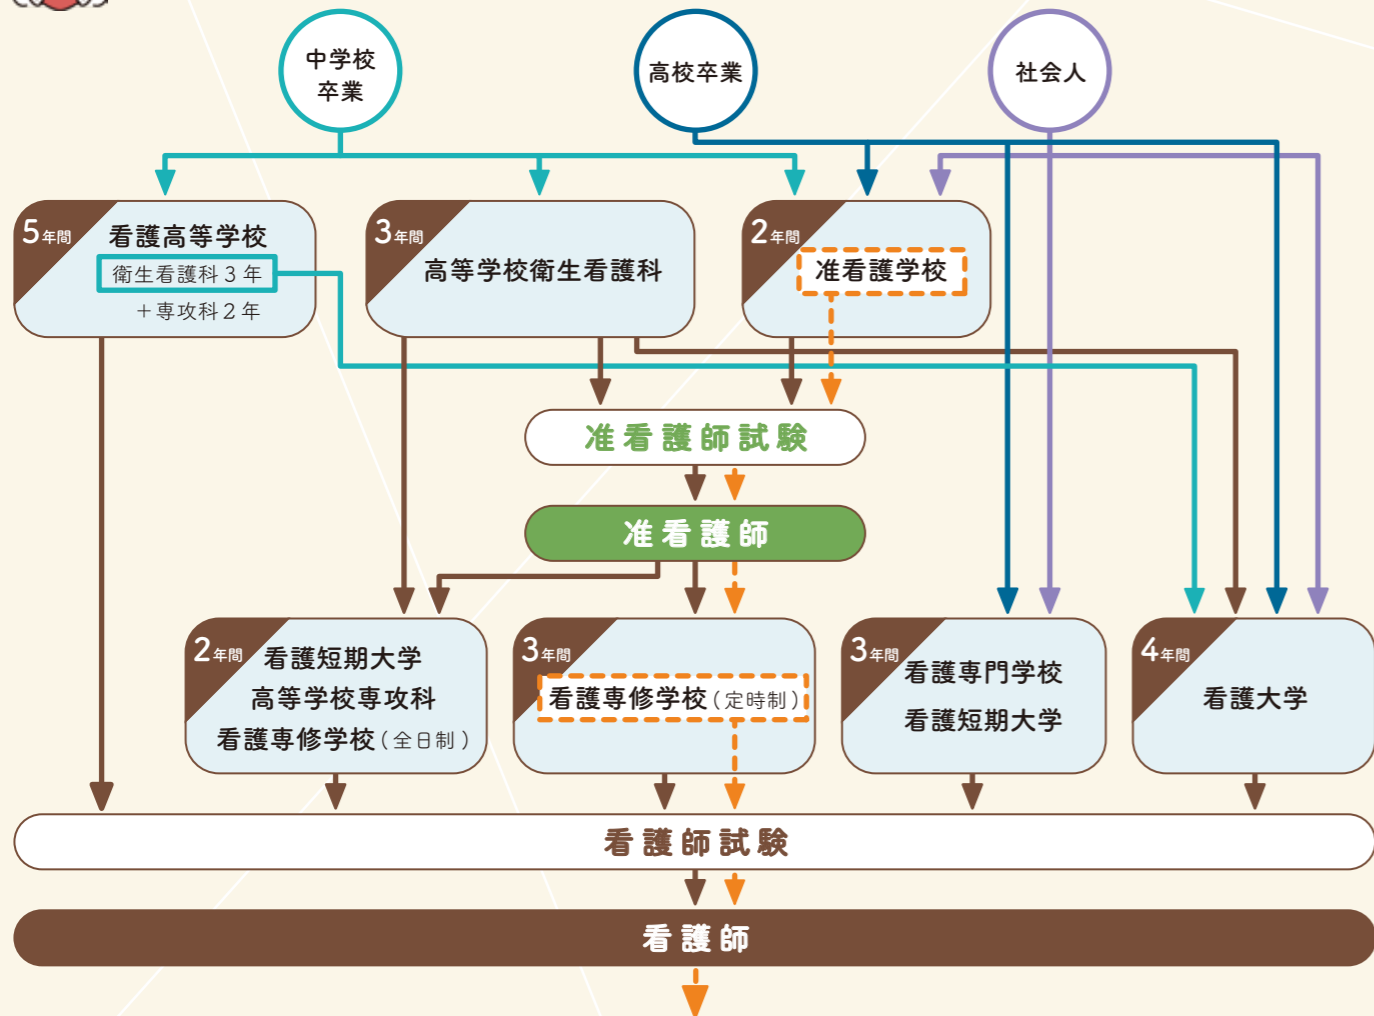 中学校
卒業
高校卒業
社会人
5年間
看護高等学校
衛生看護科3年
+専攻科2年
3年間
高等学校衛生看護科
2年間
准看護学校
准看護師試験
准看護師
2年間
看護短期大学
高等学校専攻科
看護専修学校(全日制)
3年間
看護専修学校(定時制)
3年間
看護専門学校
看護短期大学
4年間
看護大学
看護師試験
看護師